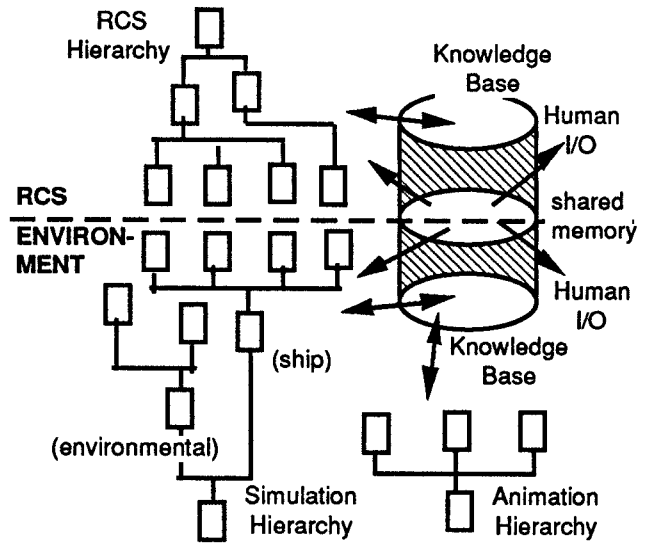 RCS
Hierarchy
Knowledge
Base
Human
I/O
RCS
shared
memory
ENVIRON-
MENT
Human
I/O
(ship)
Knowledge
Base
(environmental)
Simulation
Hierarchy
Animation
Hierarchy